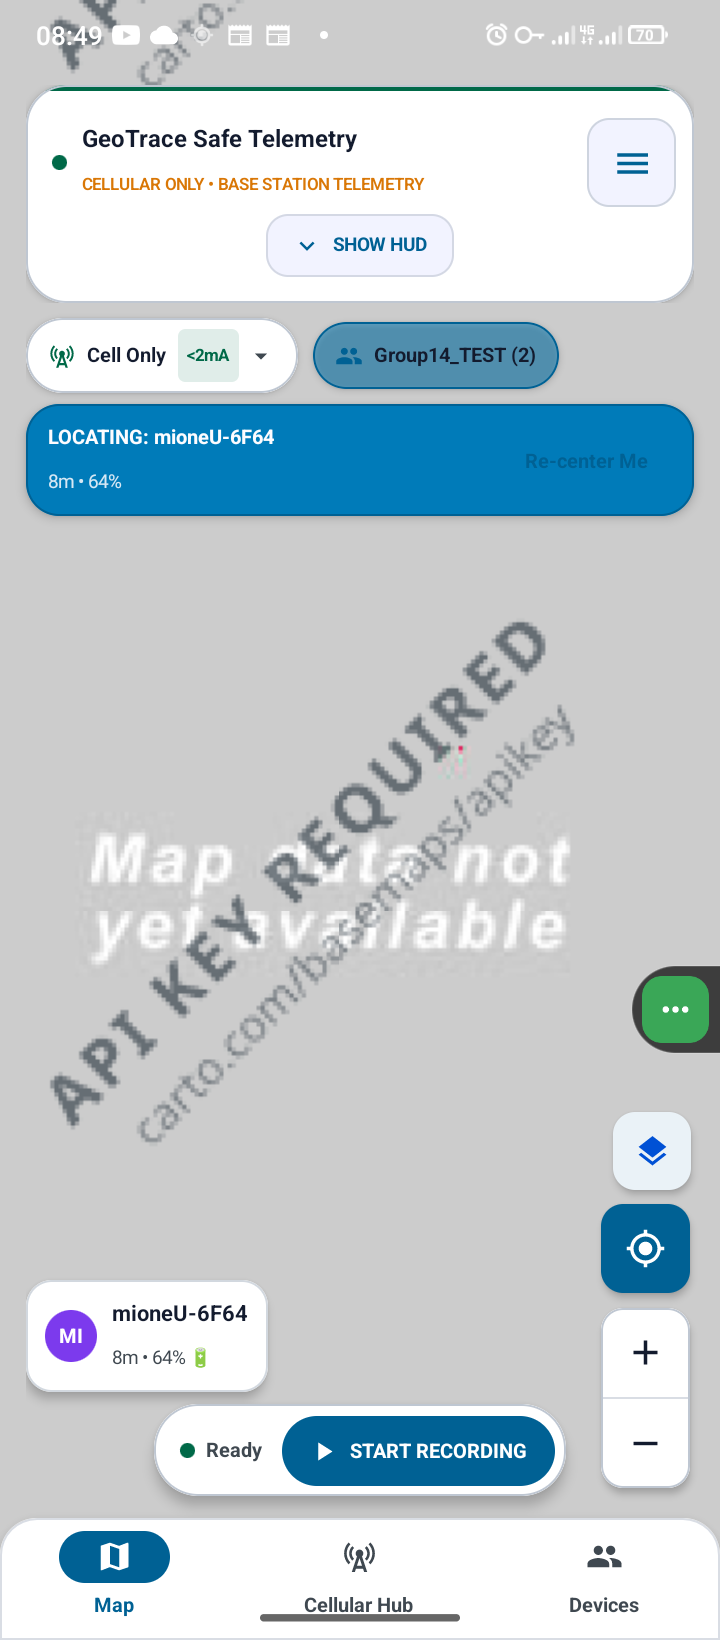 08:49
4G
70
carto.
GeoTrace Safe Telemetry
CELLULAR ONLY • BASE STATION TELEMETRY
SHOW HUD
Cell Only
<2mA
Group14_TEST (2)
LOCATING: mioneU-6F64
8m • 64%
Re-center Me
API KEY REQUIRED
carto.com/basemaps/apikey
Map data not
yet available
MI
mioneU-6F64
8m • 64%
Ready
START RECORDING
Map
Cellular Hub
Devices